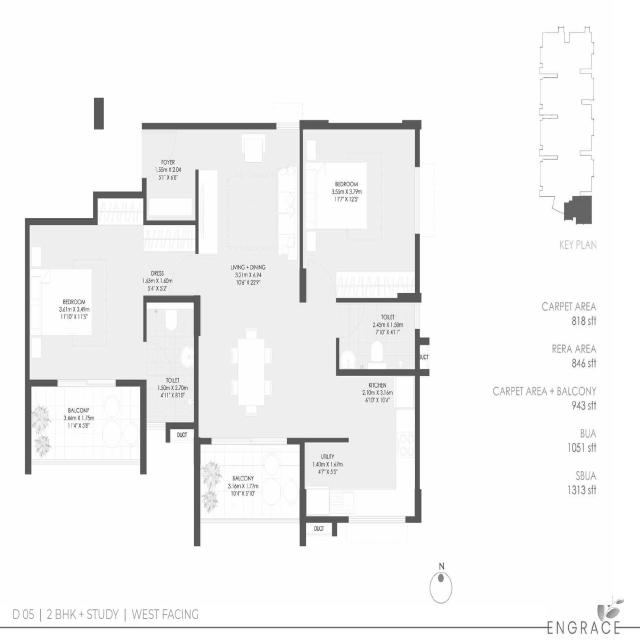 FOYER
1.55m X 2.04
5'1" X 6'8"
BEDROOM
3.55m X 3.79m
11'7" X 12'5"
KEY PLAN
LIVING + DINING
3.21m X 6.94
10'6" X 22'9"
DRESS
1.63m X 1.60m
5'4" X 5'2"
BEDROOM
3.61m X 3.49m
11'10" X 11'5"
CARPET AREA
818 sft
TOILET
2.43m X 1.50m
7'10" X 4'11"
DUCT
RERA AREA
846 sft
TOILET
1.50m X 2.70m
4'11" X 8'10"
KITCHEN
2.10m X 3.16m
6'10" X 10'4"
CARPET AREA + BALCONY
943 sft
BALCONY
3.46m X 1.75m
11'4" X 5'8"
DUCT
BUA
1051 sft
UTILITY
1.40m X 1.67m
4'7" X 5'5"
BALCONY
3.16m X 1.77m
10'4" X 5'10"
SBUA
1313 sft
DUCT
N
D 05 | 2 BHK + STUDY | WEST FACING
ENGRACE